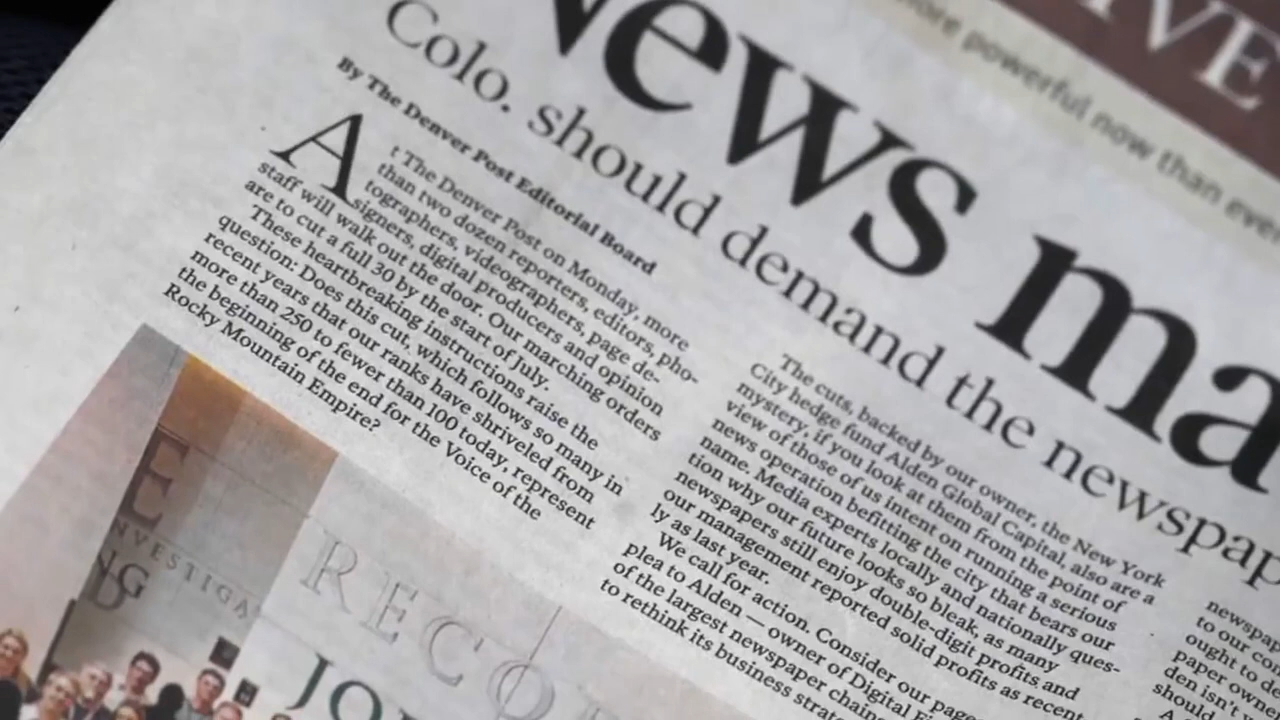 IVE
more powerful now than ever
News ma
Colo. should demand the newspap
By The Denver Post Editorial Board
At The Denver Post on Monday, more
than two dozen reporters, editors, pho-
tographers, videographers, page de-
signers, digital producers and opinion
staff will walk out the door. Our marching orders
are to cut a full 30 by the start of July.
These heartbreaking instructions raise the
question: Does this cut, which follows so many in
recent years that our ranks have shriveled from
more than 250 to fewer than 100 today, represent
the beginning of the end for the Voice of the
Rocky Mountain Empire?
The cuts, backed by our owner, the New York
City hedge fund Alden Global Capital, also are a
mystery, if you look at them from the point of
view of those of us intent on running a serious
news operation befitting the city that bears our
name. Media experts locally and nationally ques-
tion why our future looks so bleak, as many
newspapers still enjoy double-digit profits and
our management reported solid profits as recent-
ly as last year.
We call for action. Consider our page
plea to Alden — owner of Digital Fi
of the largest newspaper chains
to rethink its business strate
newspap
to our con
ought to de
paper owne
den isn't w
should
E
NVESTIGA
NG
RECO
JO